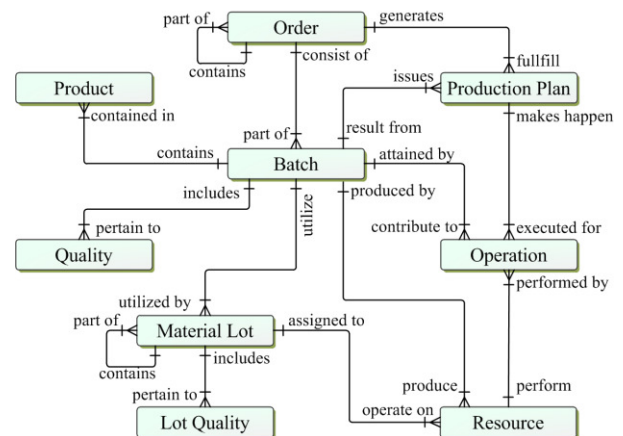 part of
Order
generates
contains
consist of
fullfill
Product
issues
Production Plan
contained in
makes happen
part of
result from
contains
Batch
attained by
includes
utilize
produced by
pertain to
contribute to
executed for
Quality
Operation
utilized by
performed by
part of
Material Lot
assigned to
contains
includes
pertain to
produce
perform
operate on
Lot Quality
Resource